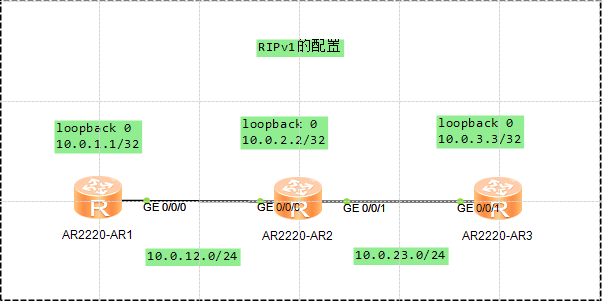 RIPv1的配置
loopback 0
10.0.1.1/32
loopback 0
10.0.2.2/32
loopback 0
10.0.3.3/32
R
R
R
GE 0/0/0
GE 0/0/0
GE 0/0/1
GE 0/0/1
AR2220-AR1
AR2220-AR2
AR2220-AR3
10.0.12.0/24
10.0.23.0/24